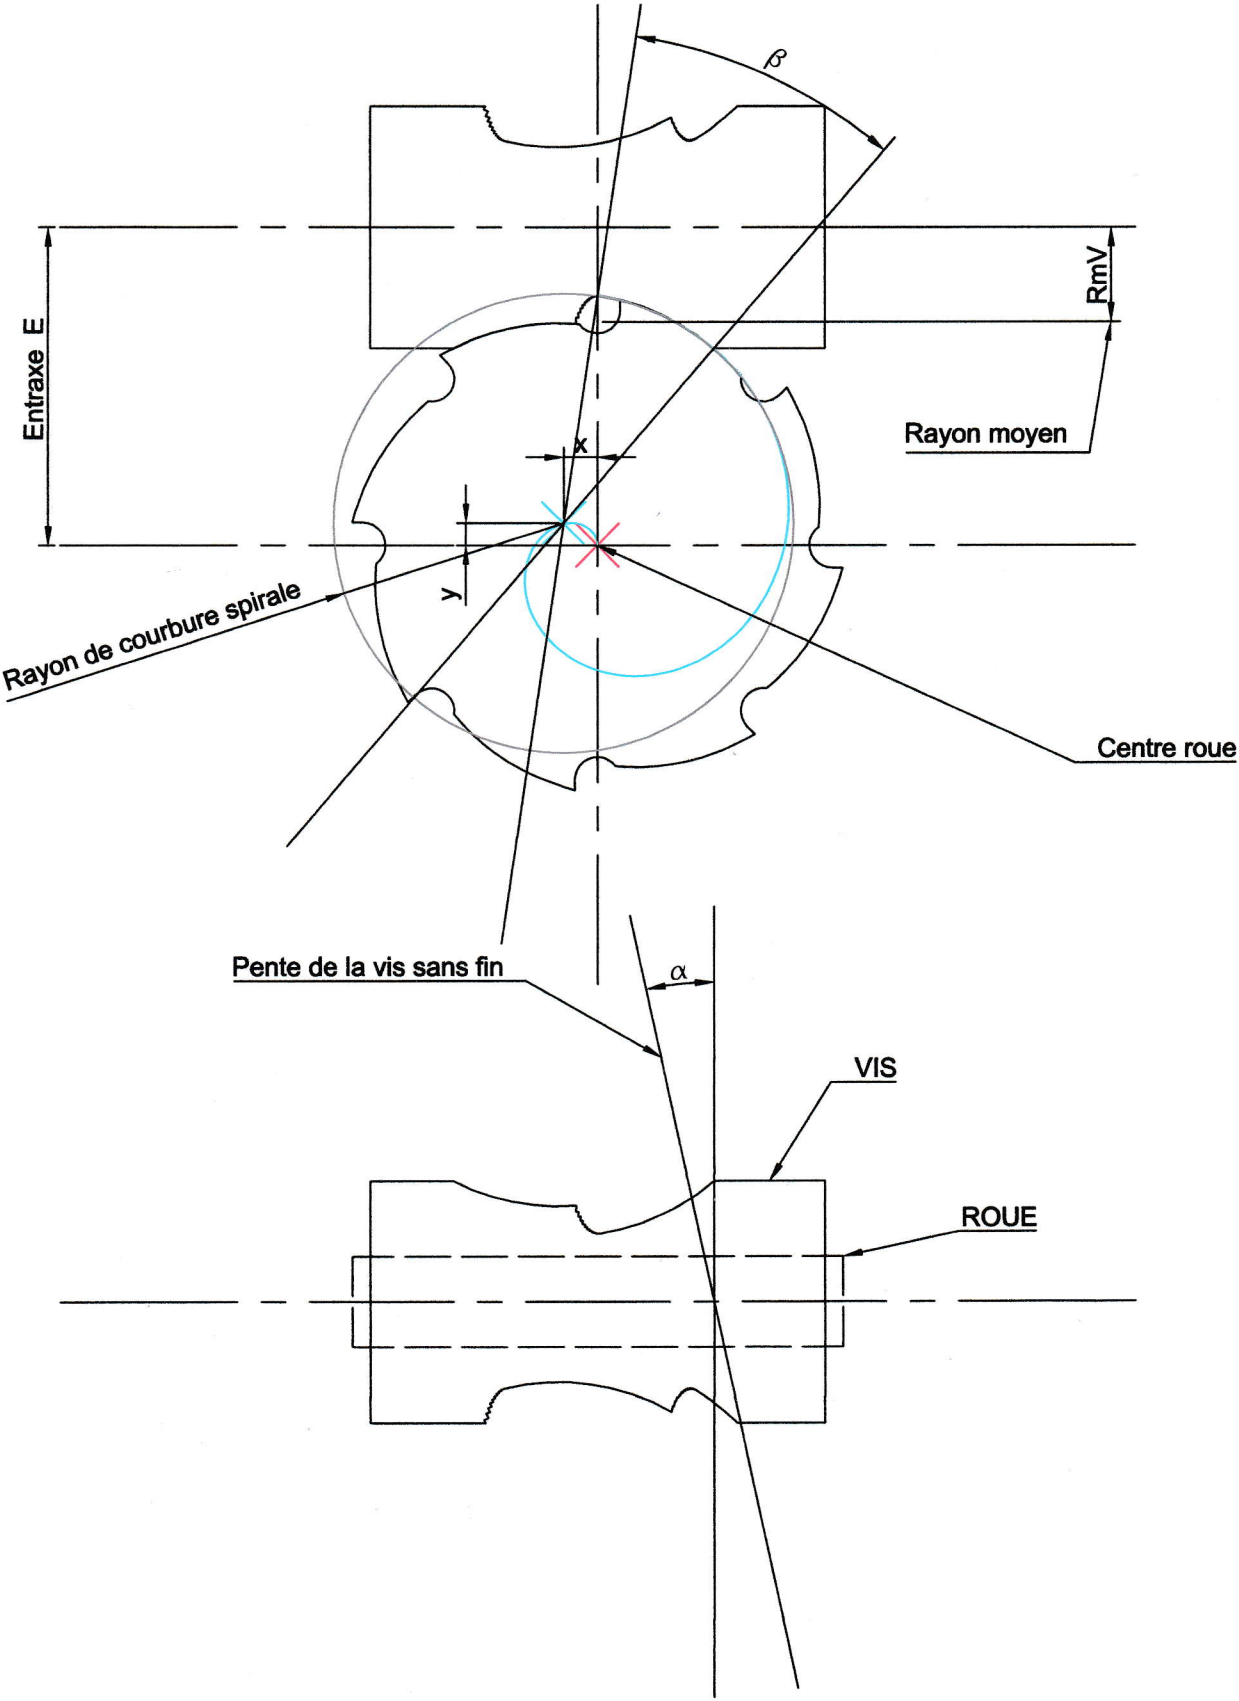 β
Entraxe E
RmV
Rayon moyen
x
y
Rayon de courbure spirale
Centre roue
Pente de la vis sans fin
α
VIS
ROUE